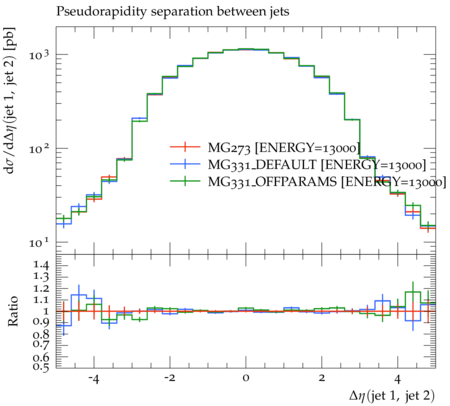 Pseudorapidity separation between jets
dσ/dΔη(jet 1, jet 2) [pb]
10³
10²
10¹
MG273 [ENERGY=13000]
MG331_DEFAULT [ENERGY=13000]
MG331_OFFPARAMS [ENERGY=13000]
Ratio
1.4
1.3
1.2
1.1
1
0.9
0.8
0.7
0.6
0.5
-4 -2 0 2 4
Δη(jet 1, jet 2)